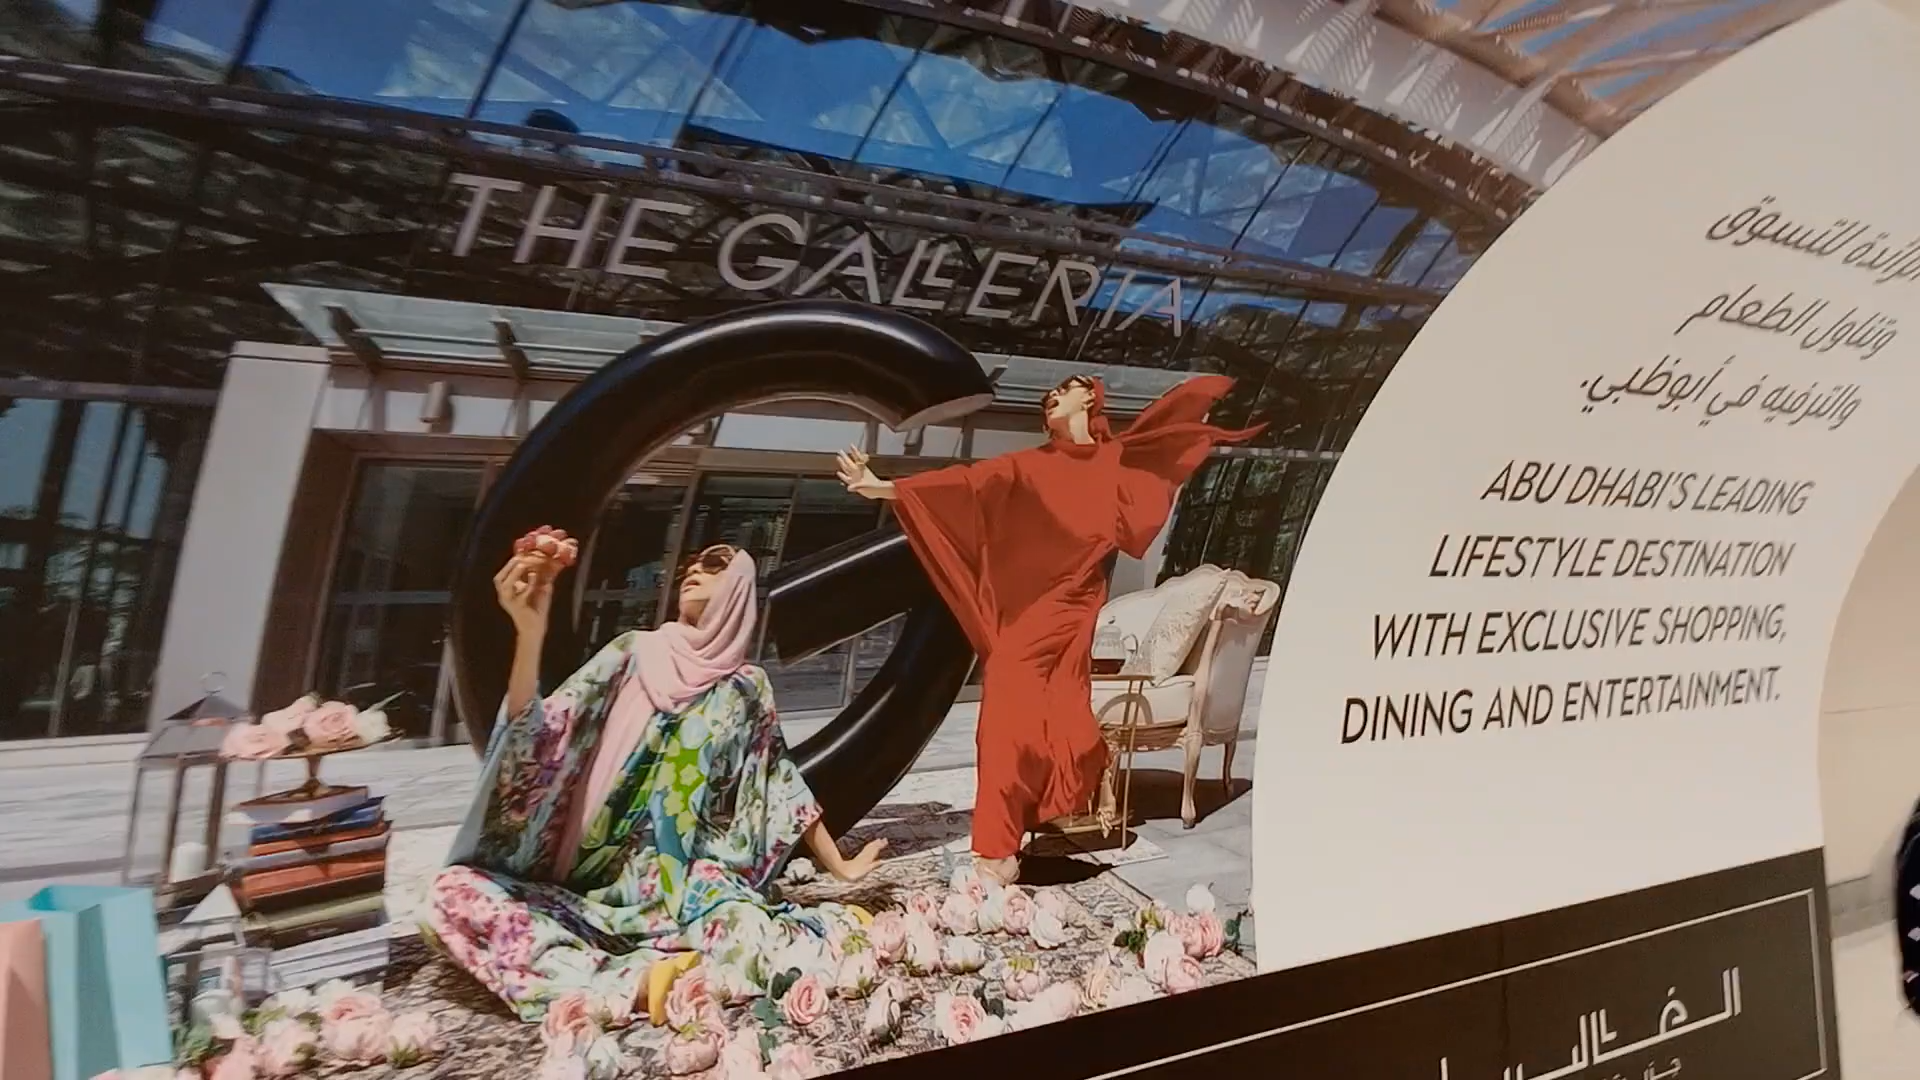 THE GALLERIA
الرائدة للتسوق
وتناول الطعام
والترفيه في أبوظبي.
ABU DHABI'S LEADING
LIFESTYLE DESTINATION
WITH EXCLUSIVE SHOPPING,
DINING AND ENTERTAINMENT.